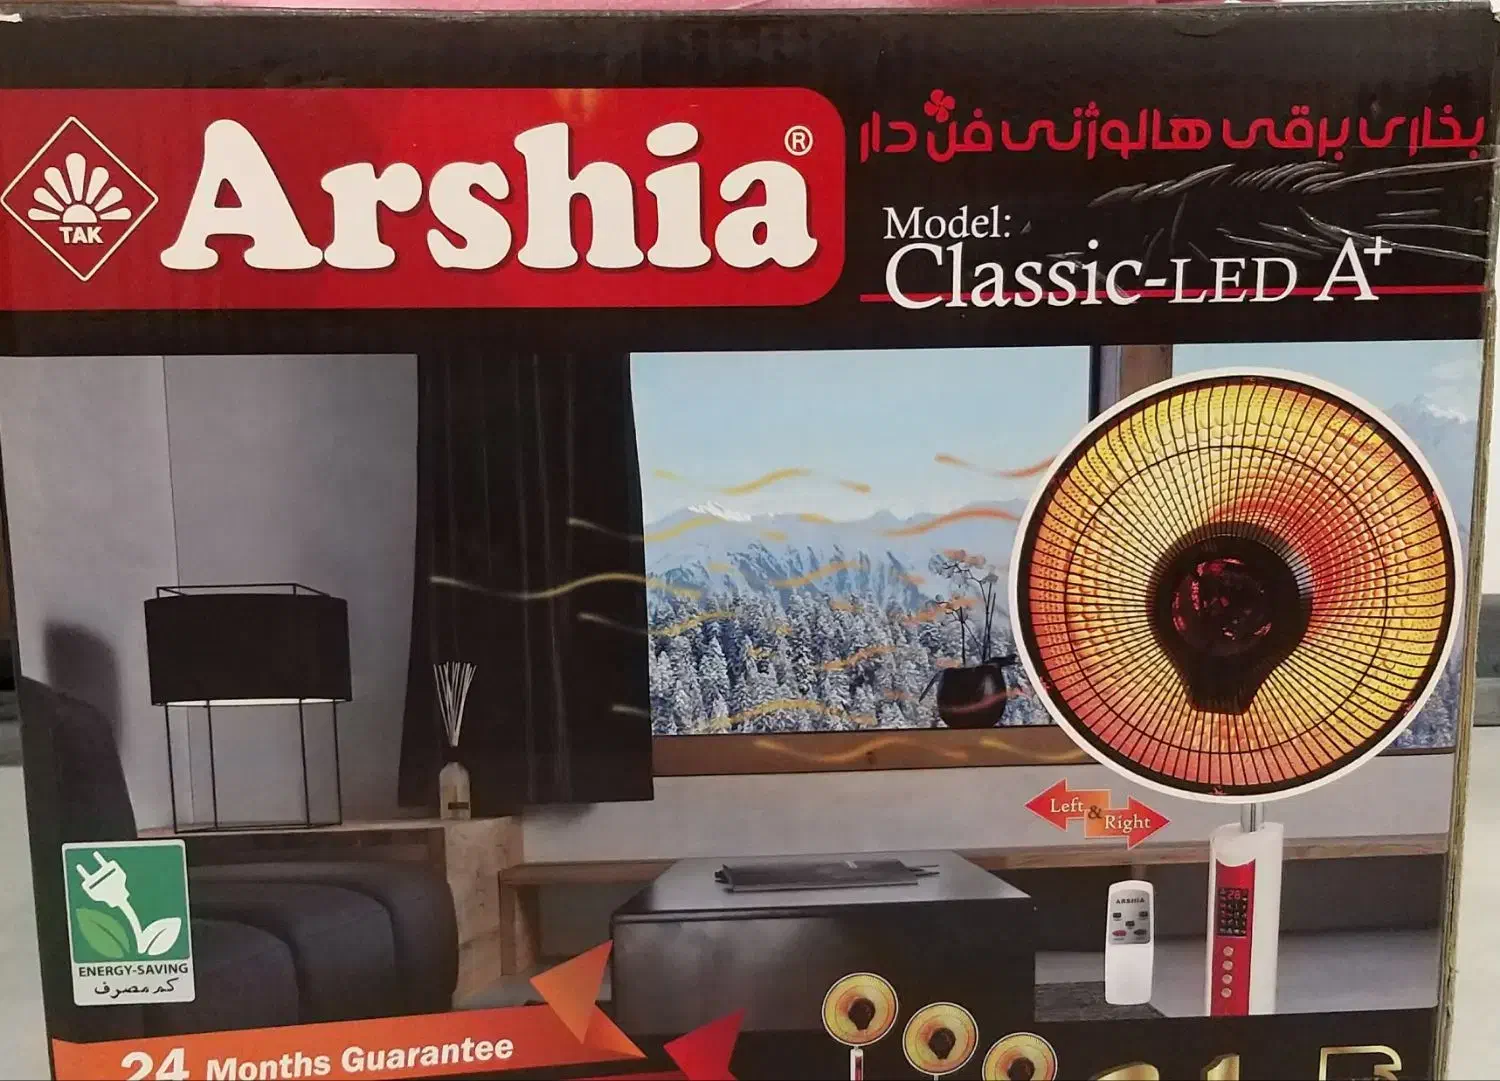 TAK
Arshia®
بخاری برقی هالوژنی فن دار
Model:
Classic-LED A+
Left & Right
ARSHIA
28
ENERGY-SAVING
کم مصرف
24 Months Guarantee